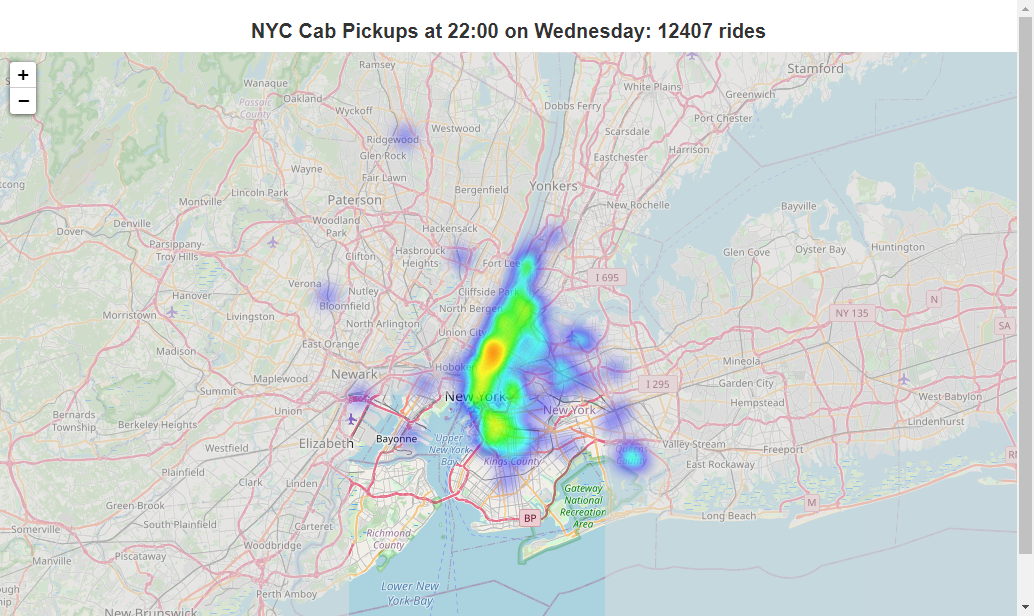 NYC Cab Pickups at 22:00 on Wednesday: 12407 rides
+
−
Ramsey
Stamford
Wanaque
White Plains
Greenwich
Oakland
Passaic
County
Wyckoff
Dobbs Ferry
Port Chester
Westwood
Scarsdale
Ridgewood
Harrison
Glen Rock
Eastchester
Wayne
Fair Lawn
Yonkers
Lincoln Park
Bergenfield
Paterson
Montville
New Rochelle
Bayville
Woodland
Park
Denville
Hackensack
Dover
Parsippany-
Troy Hills
Hasbrouck
Heights
Clifton
Fort Lee
Glen Cove
Oyster Bay
Huntington
I 695
Verona
Nutley
Cliffside Park
Hanover
Bloomfield
North Bergen
N
NY 135
Morristown
Livingston
North Arlington
Union City
SA
East Orange
Madison
Mineola
Hoboken
Newark
Maplewood
I 295
Garden City
Summit
New York
West Babylon
Hempstead
Union
New York
Bernards
Township
Berkeley Heights
Lindenhurst
Bayonne
Upper
New York
Bay
Elizabeth
Valley Stream
Freeport
Westfield
Kings County
East Rockaway
Plainfield
Clark
Linden
Gateway
National
Recreation
Area
Green Brook
M
Long Beach
BP
South Plainfield
Carteret
Somerville
Richmond
County
Woodbridge
Piscataway
Manville
Lower New
York Bay
Perth Amboy
New Brunswick